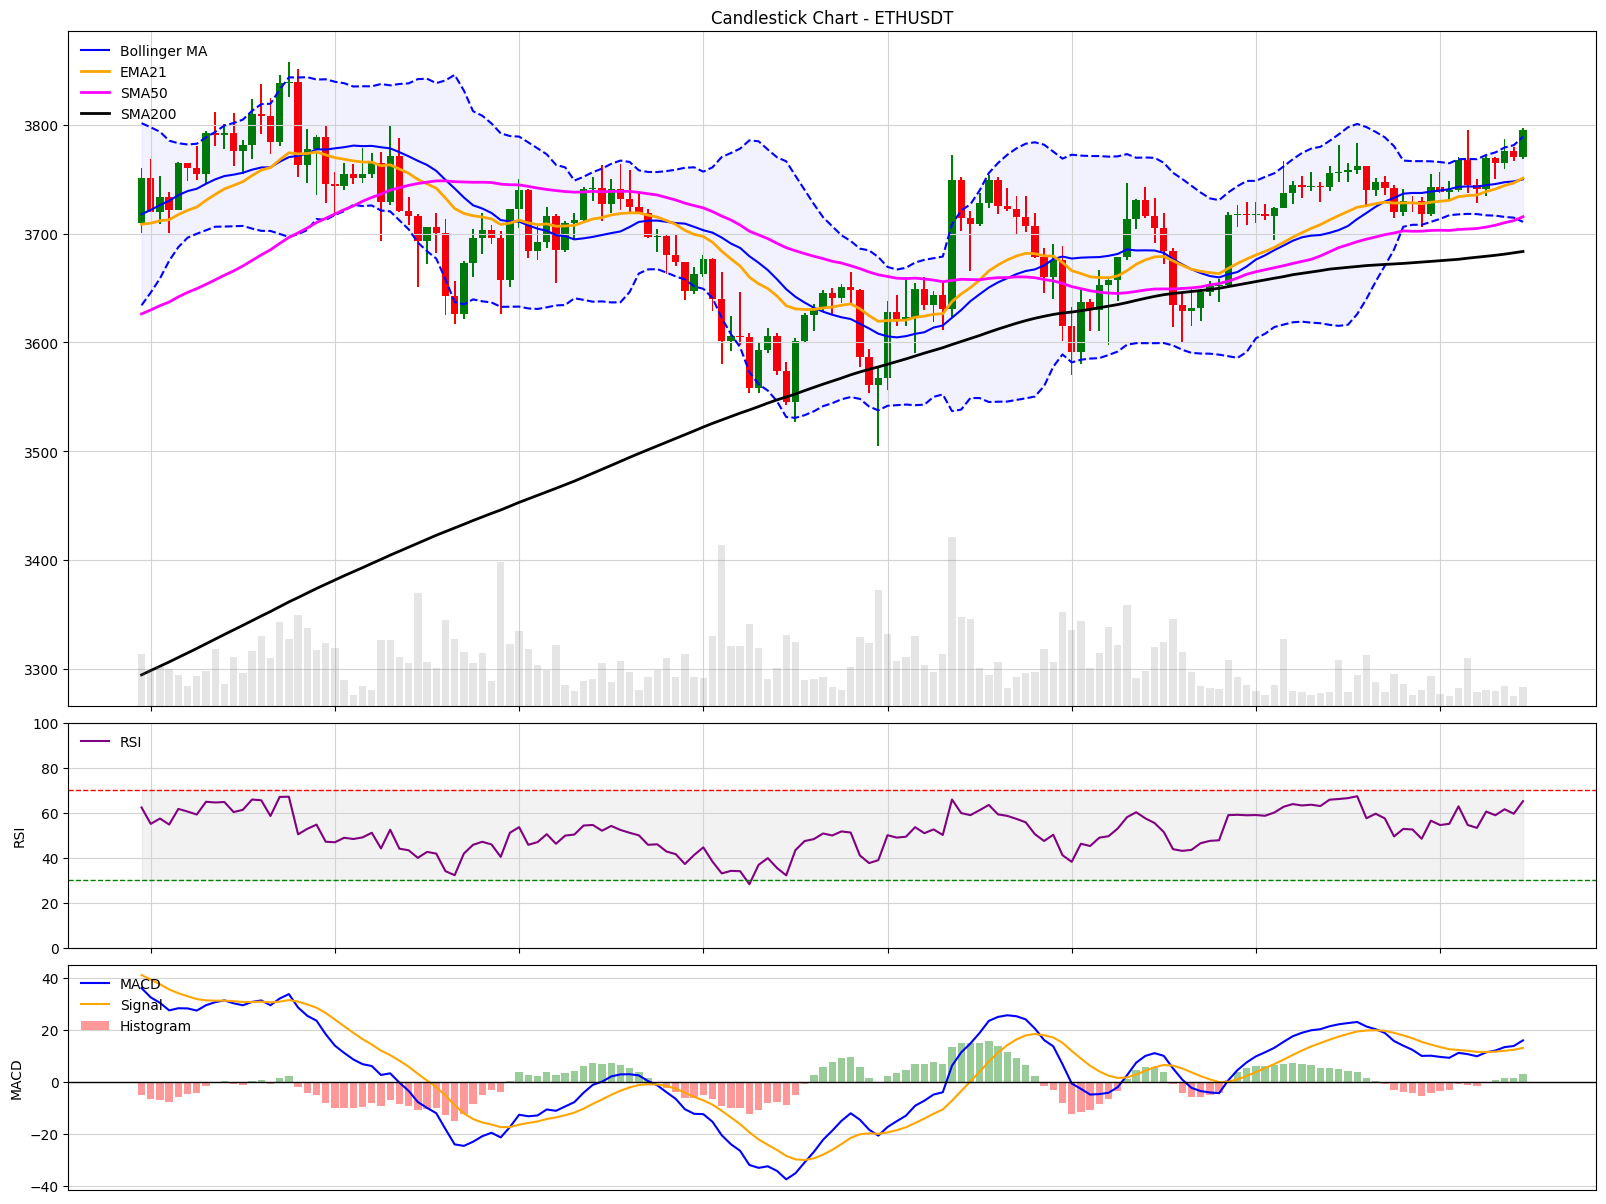 Candlestick Chart - ETHUSDT
Bollinger MA
EMA21
SMA50
SMA200
3800
3700
3600
3500
3400
3300
100
80
60
40
20
0
RSI
RSI
40
20
0
−20
−40
MACD
MACD
Signal
Histogram